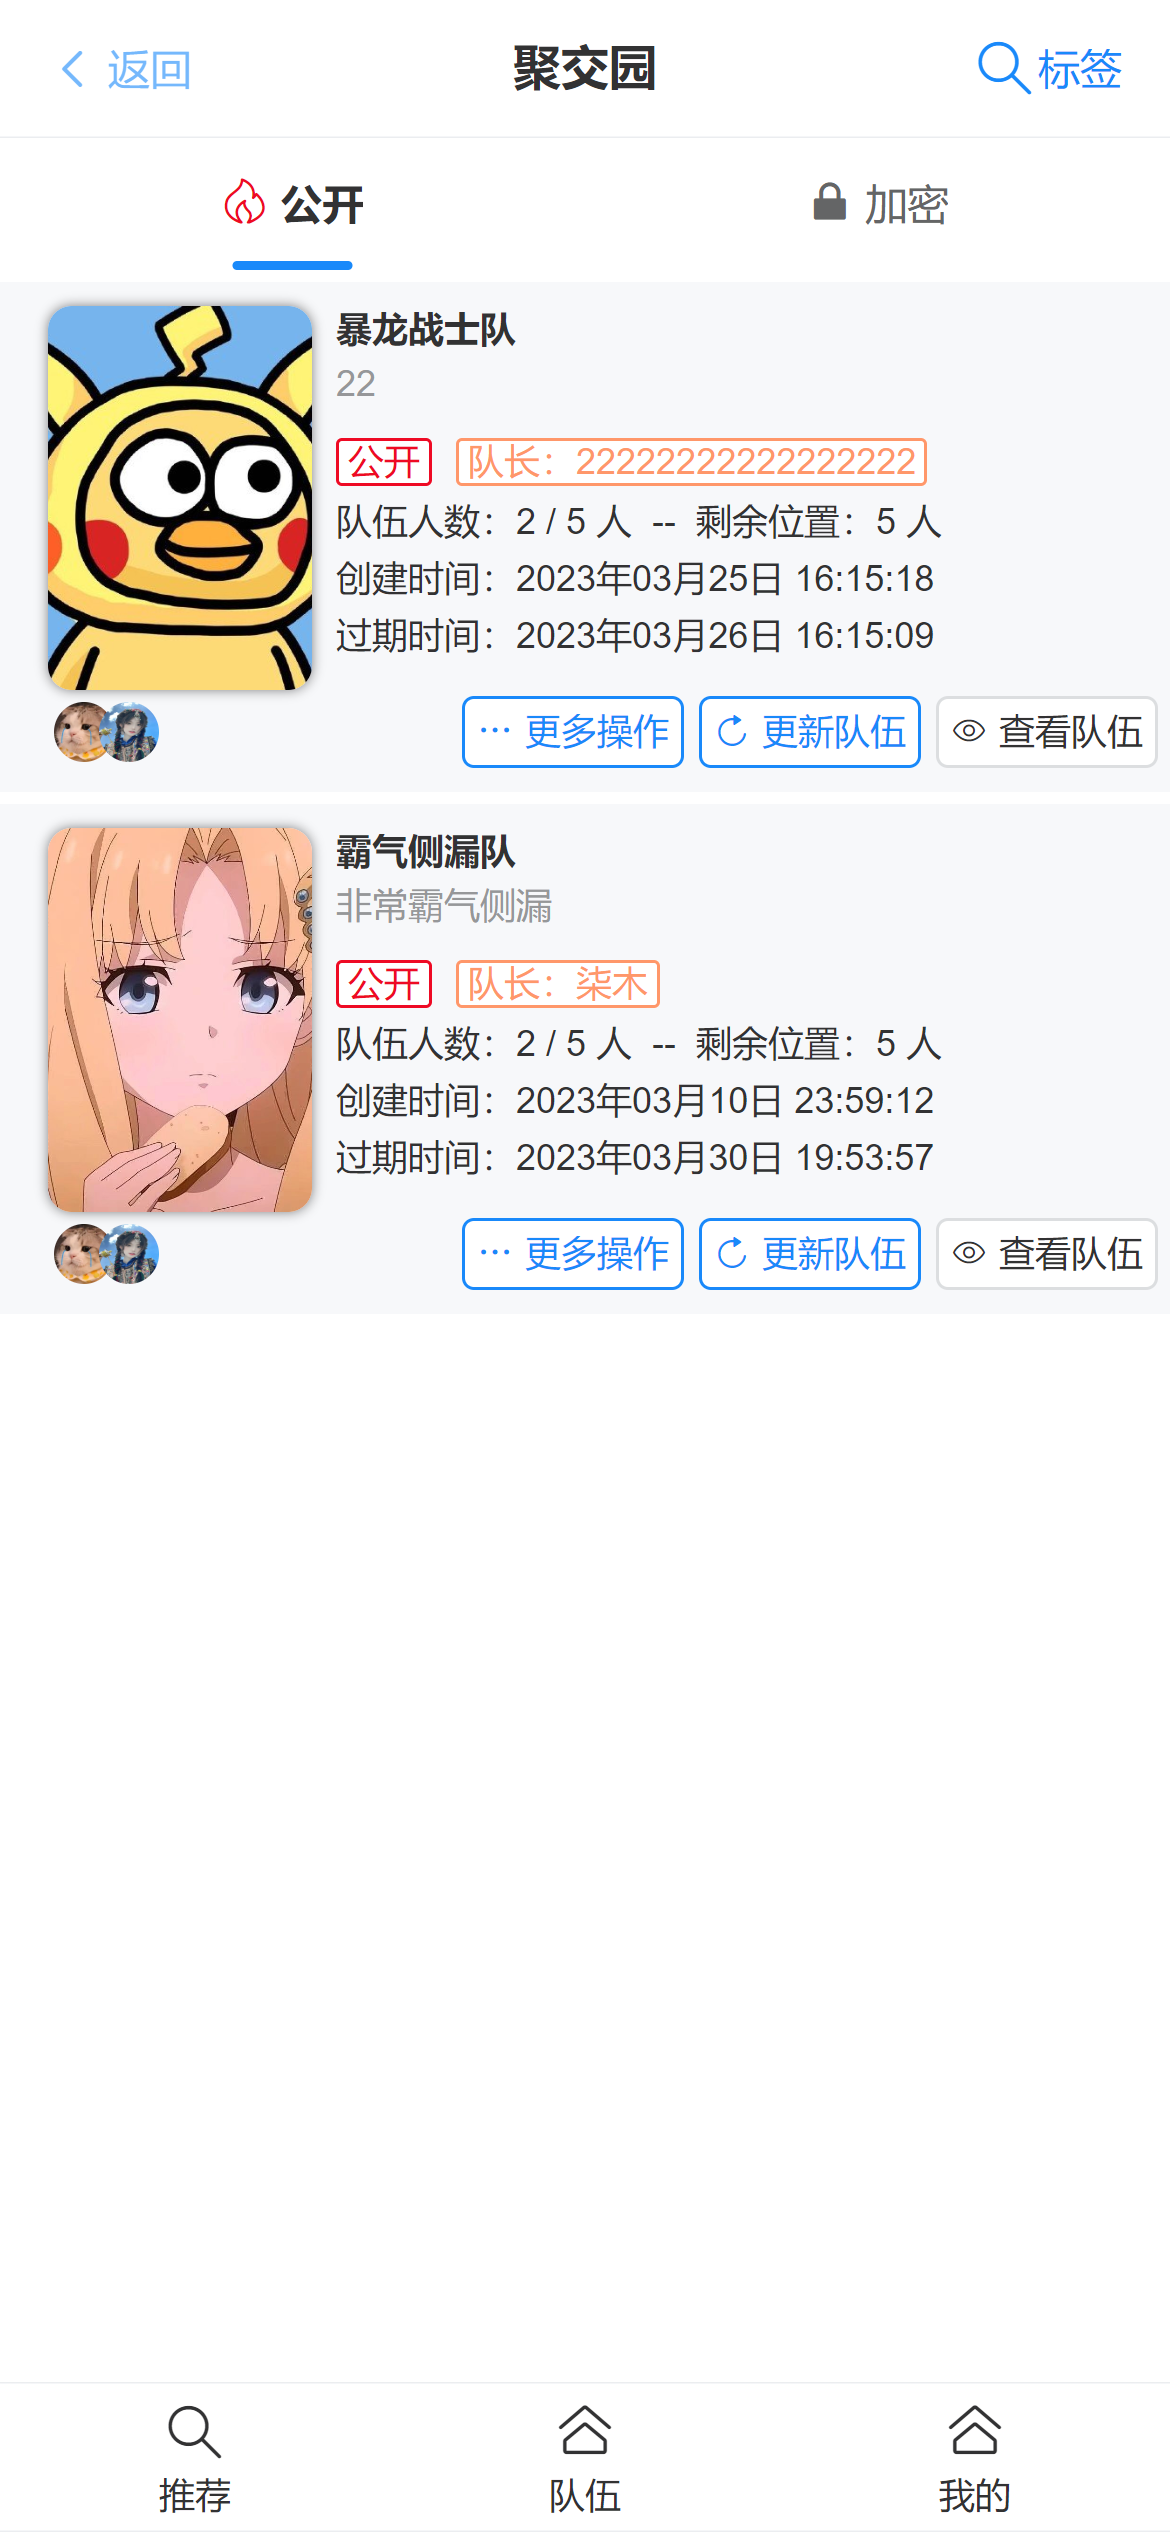 返回
聚交园
标签
公开
加密
暴龙战士队
22
公开
队长：22222222222222222
队伍人数：2 / 5 人 -- 剩余位置：5 人
创建时间：2023年03月25日 16:15:18
过期时间：2023年03月26日 16:15:09
更多操作
更新队伍
查看队伍
霸气侧漏队
非常霸气侧漏
公开
队长：柒木
队伍人数：2 / 5 人 -- 剩余位置：5 人
创建时间：2023年03月10日 23:59:12
过期时间：2023年03月30日 19:53:57
更多操作
更新队伍
查看队伍
推荐
队伍
我的